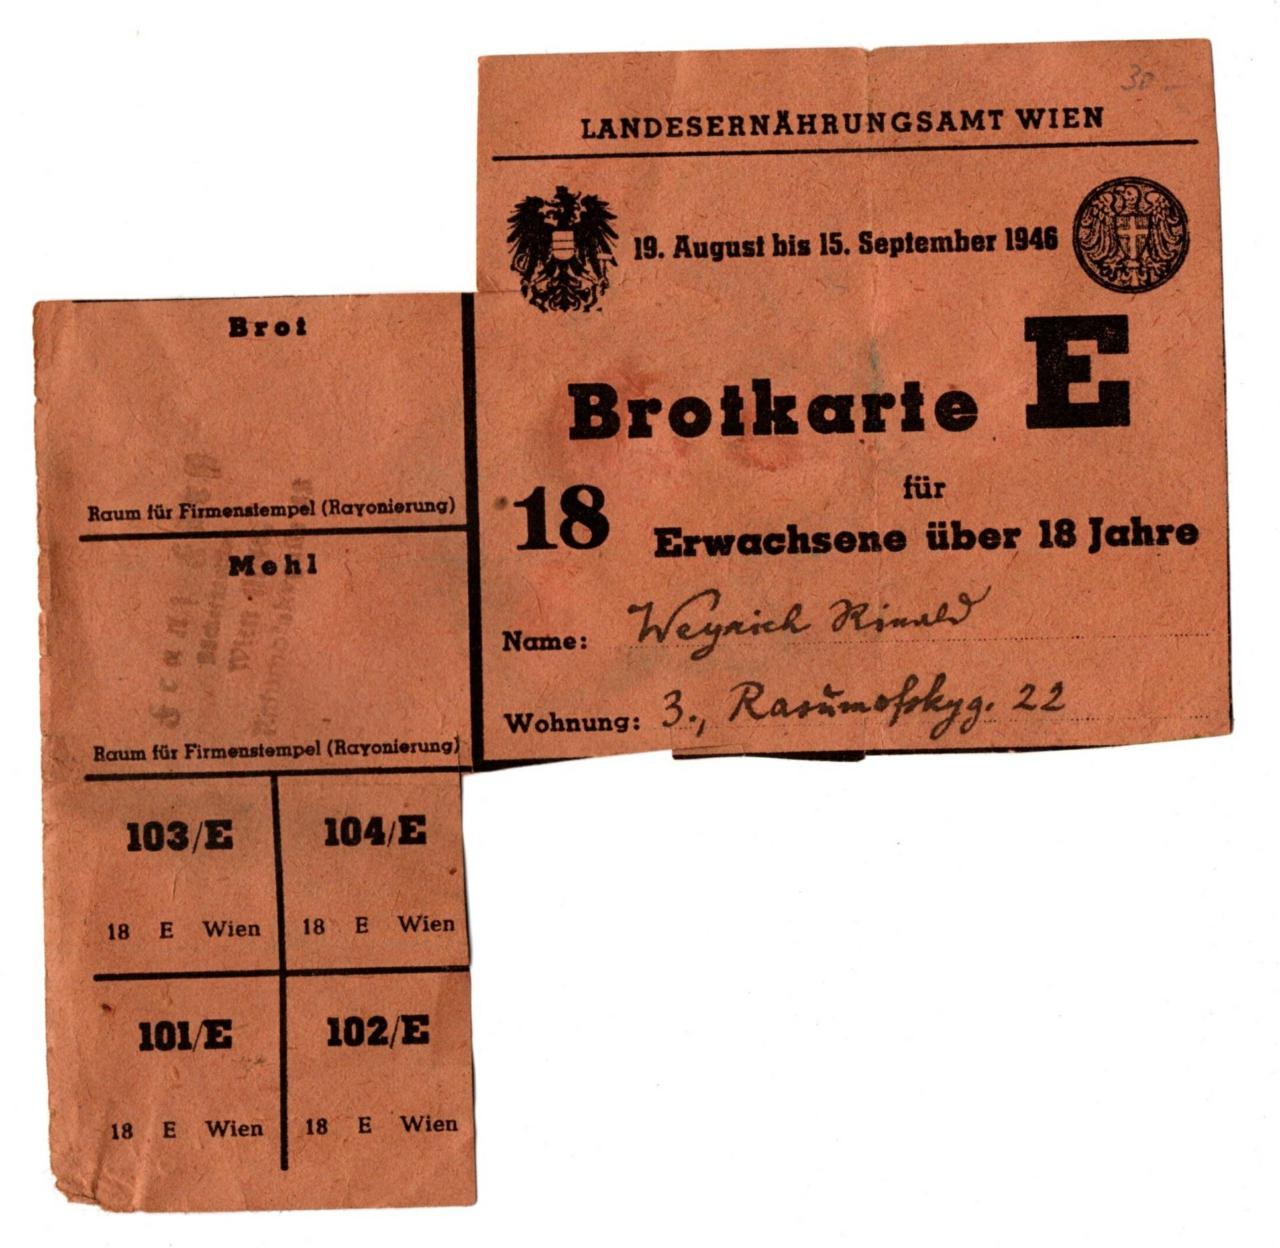 30.-
LANDESERNÄHRUNGSAMT WIEN
19. August bis 15. September 1946
Brotkarte E
18
für
Erwachsene über 18 Jahre
Name: Weyrich Rinald
Wohnung: 3., Rasumofskyg. 22
Brot
Raum für Firmenstempel (Rayonierung)
Mehl
Raum für Firmenstempel (Rayonierung)
103/E 104/E
18 E Wien 18 E Wien
101/E 102/E
18 E Wien 18 E Wien